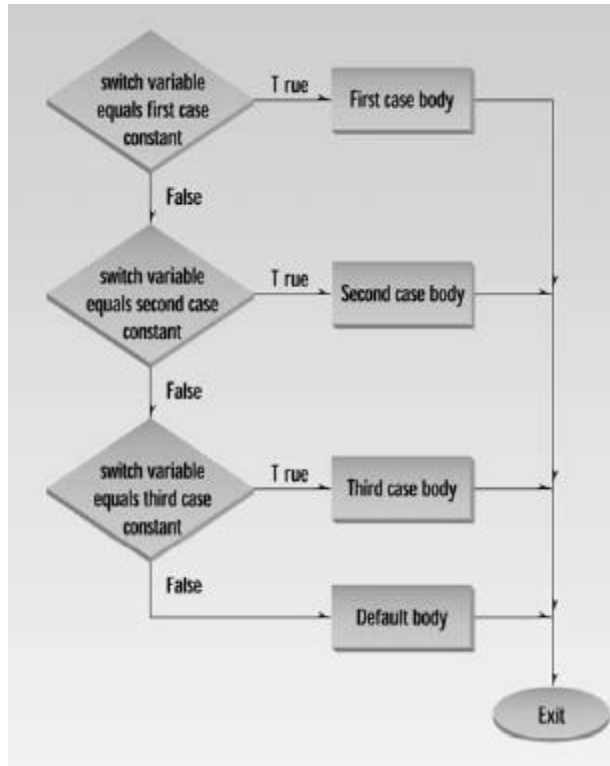 switch variable
equals first case
constant
T rue
First case body
False
switch variable
equals second case
constant
T rue
Second case body
False
switch variable
equals third case
constant
T rue
Third case body
False
Default body
Exit